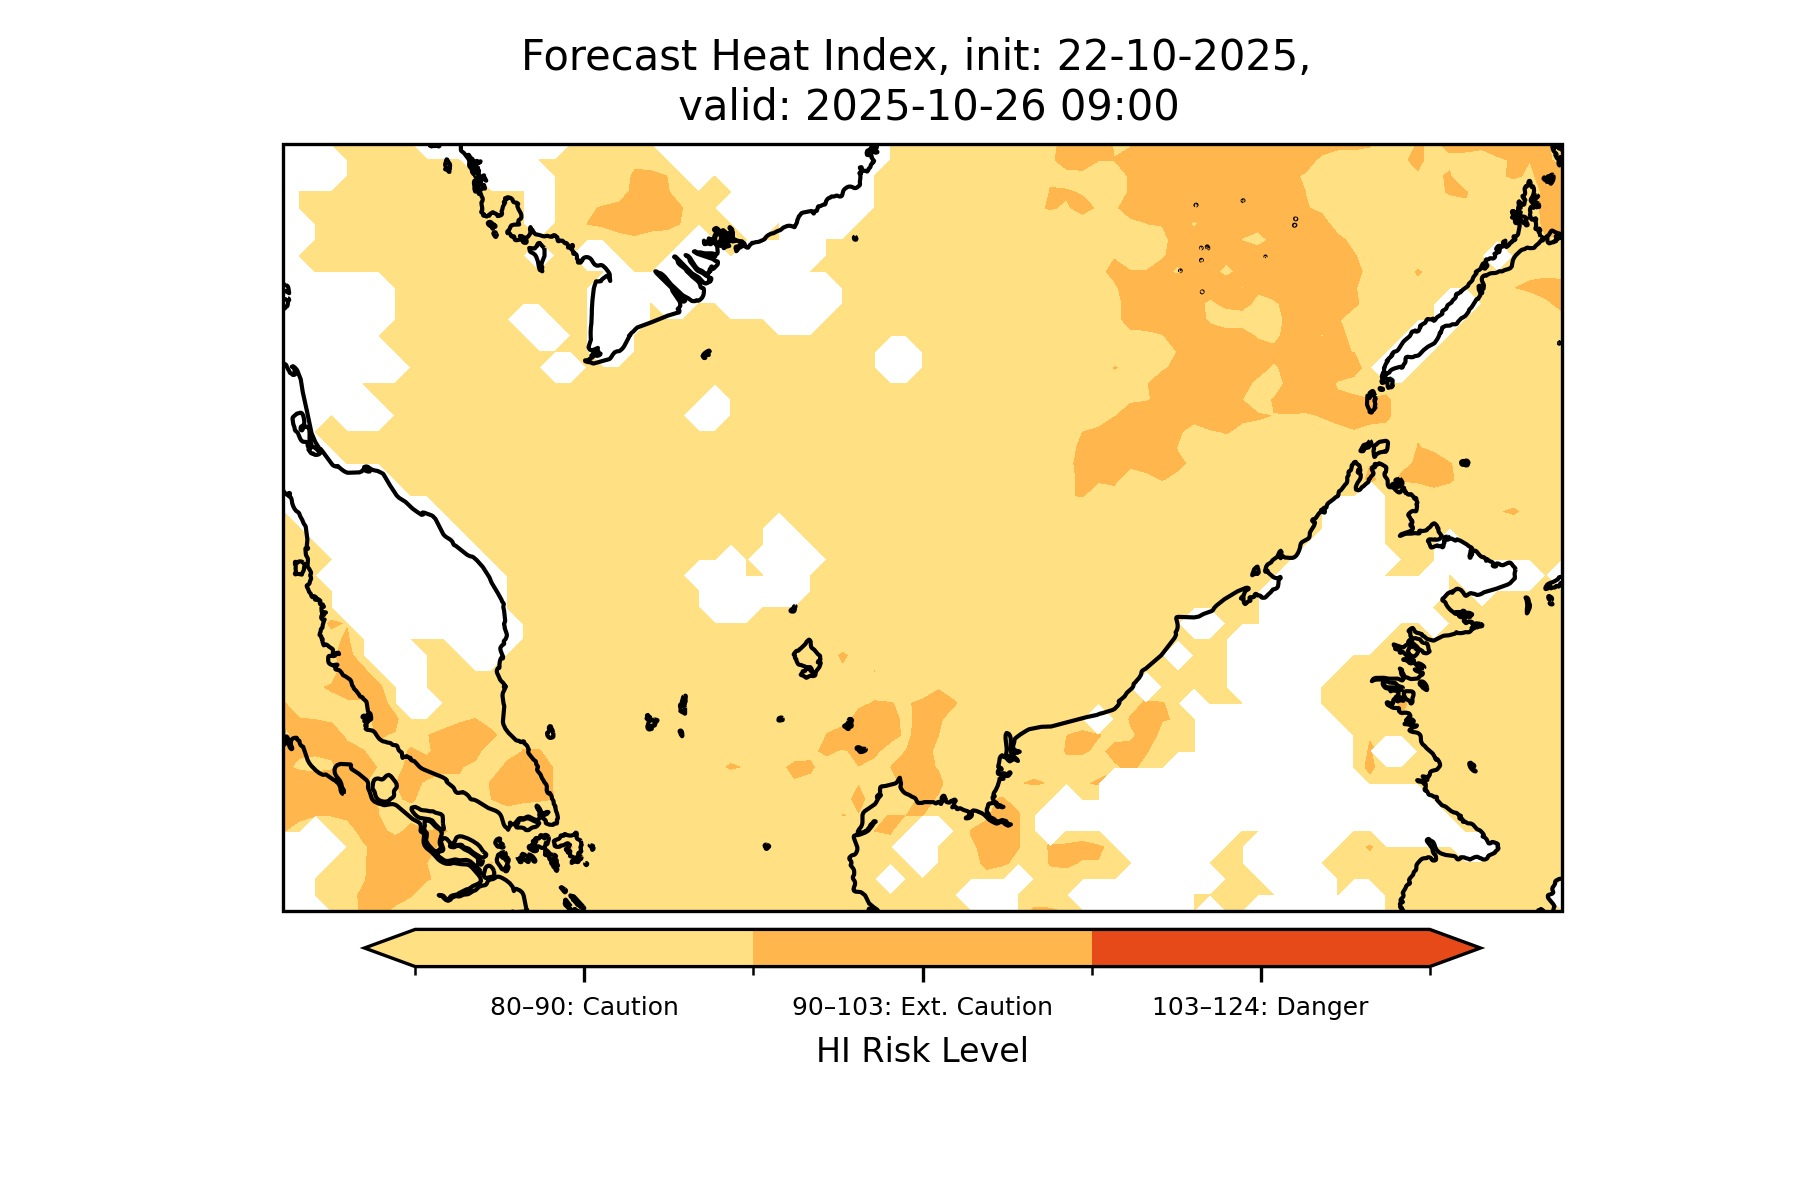 Forecast Heat Index, init: 22-10-2025,
valid: 2025-10-26 09:00
80–90: Caution
90–103: Ext. Caution
103–124: Danger
HI Risk Level